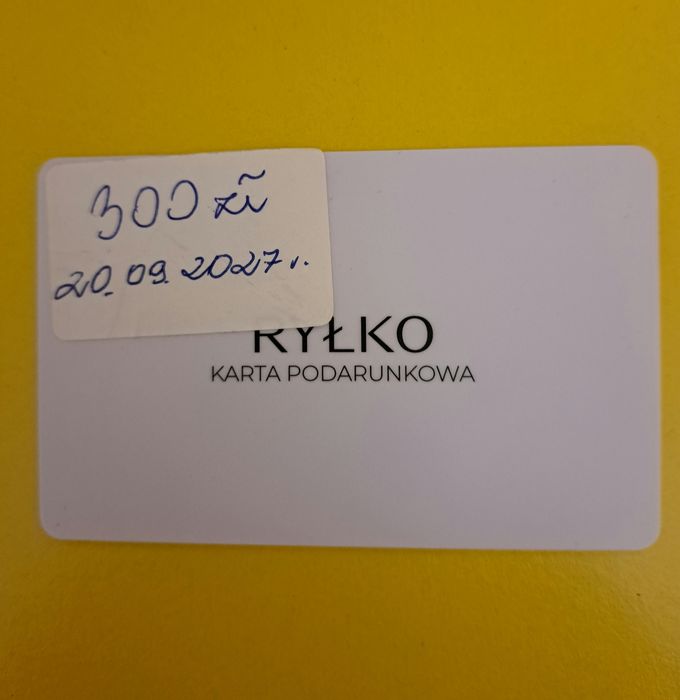 300 zł
20.09.2027 r.
RYŁKO
KARTA PODARUNKOWA